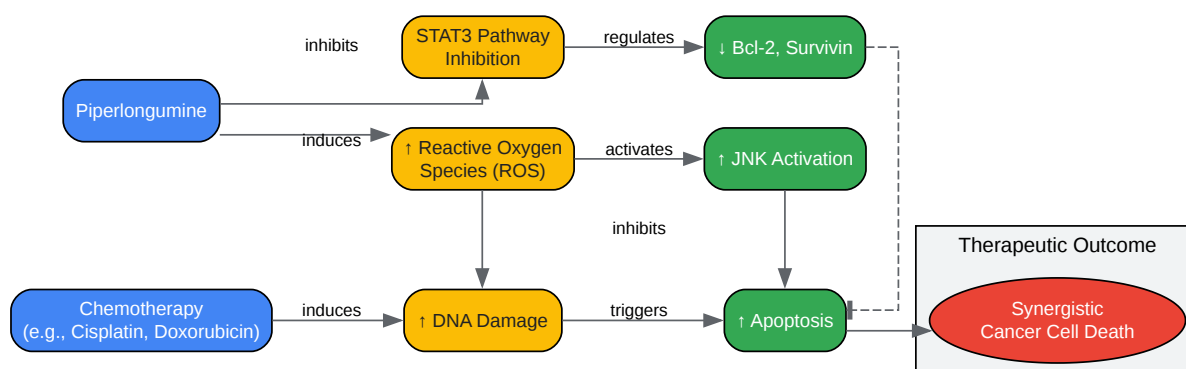 inhibits
STAT3 Pathway
Inhibition
regulates
↓ Bcl-2, Survivin
Piperlongumine
induces
↑ Reactive Oxygen
Species (ROS)
activates
↑ JNK Activation
inhibits
Therapeutic Outcome
Chemotherapy
(e.g., Cisplatin, Doxorubicin)
induces
↑ DNA Damage
triggers
↑ Apoptosis
Synergistic
Cancer Cell Death